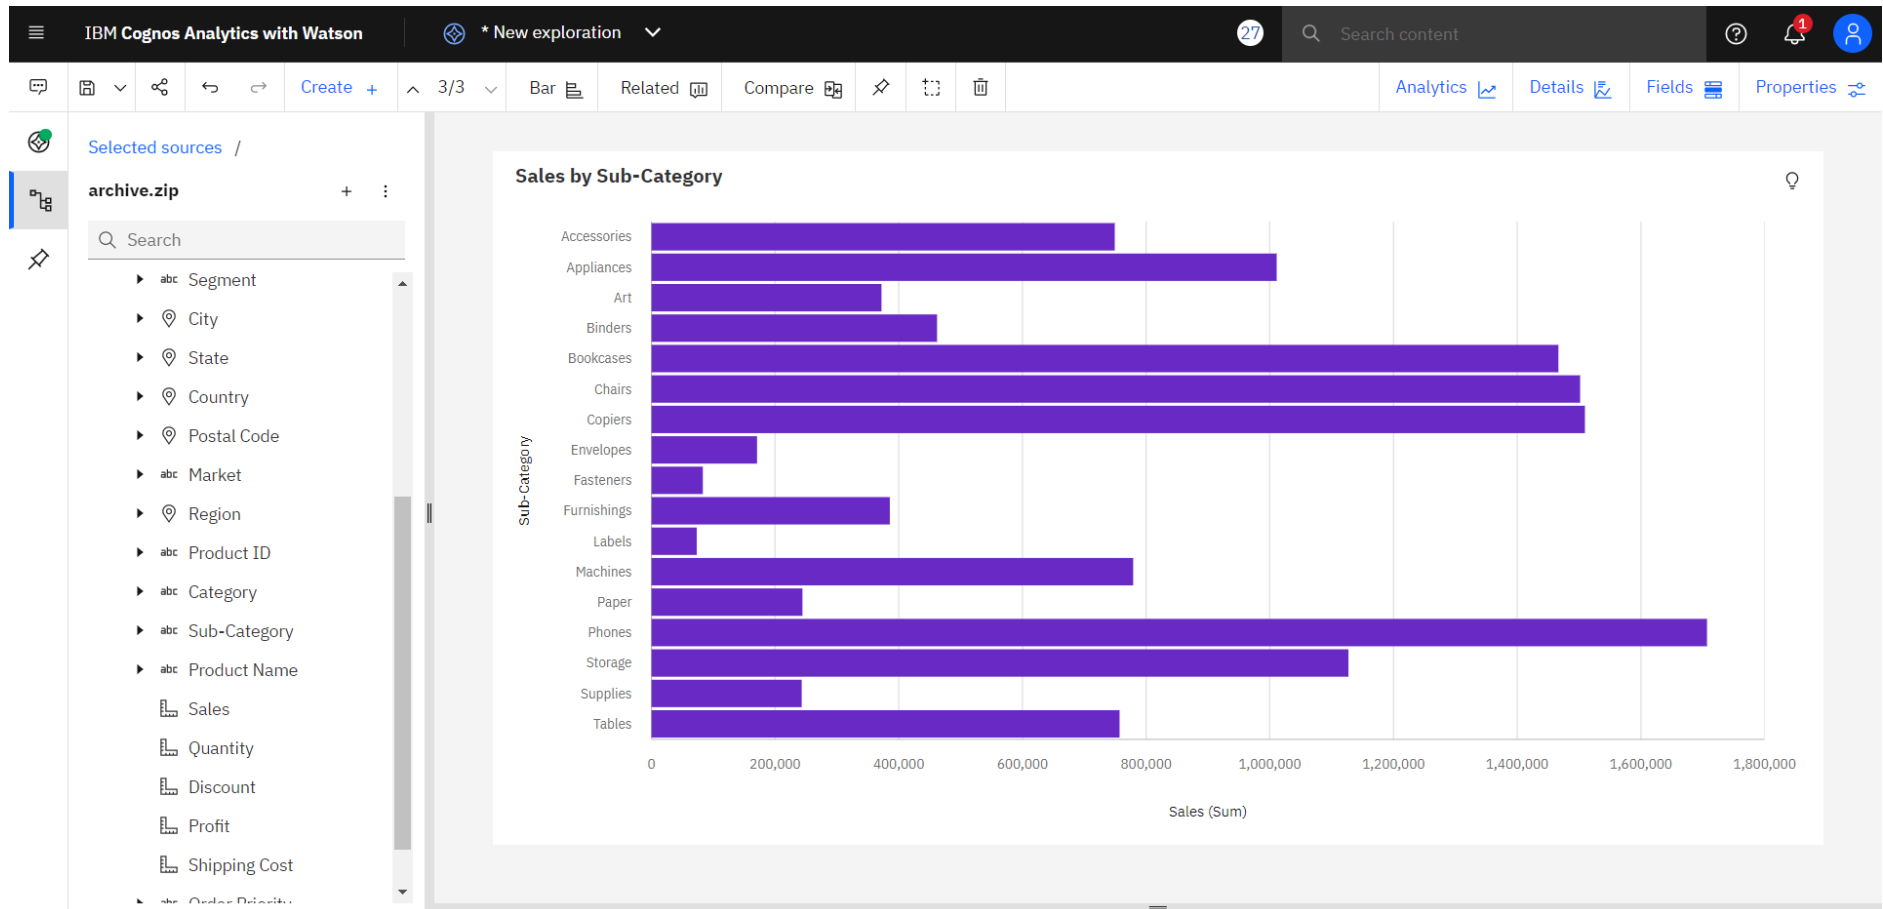 IBM Cognos Analytics with Watson
* New exploration
27
Search content
1
Create +
3/3
Bar
Related
Compare
Analytics
Details
Fields
Properties
Selected sources /
archive.zip
Search
abc Segment
City
State
Country
Postal Code
abc Market
Region
abc Product ID
abc Category
abc Sub-Category
abc Product Name
Sales
Quantity
Discount
Profit
Shipping Cost
abc Order Priority
Sales by Sub-Category
Sub-Category
Accessories
Appliances
Art
Binders
Bookcases
Chairs
Copiers
Envelopes
Fasteners
Furnishings
Labels
Machines
Paper
Phones
Storage
Supplies
Tables
0 200,000 400,000 600,000 800,000 1,000,000 1,200,000 1,400,000 1,600,000 1,800,000
Sales (Sum)